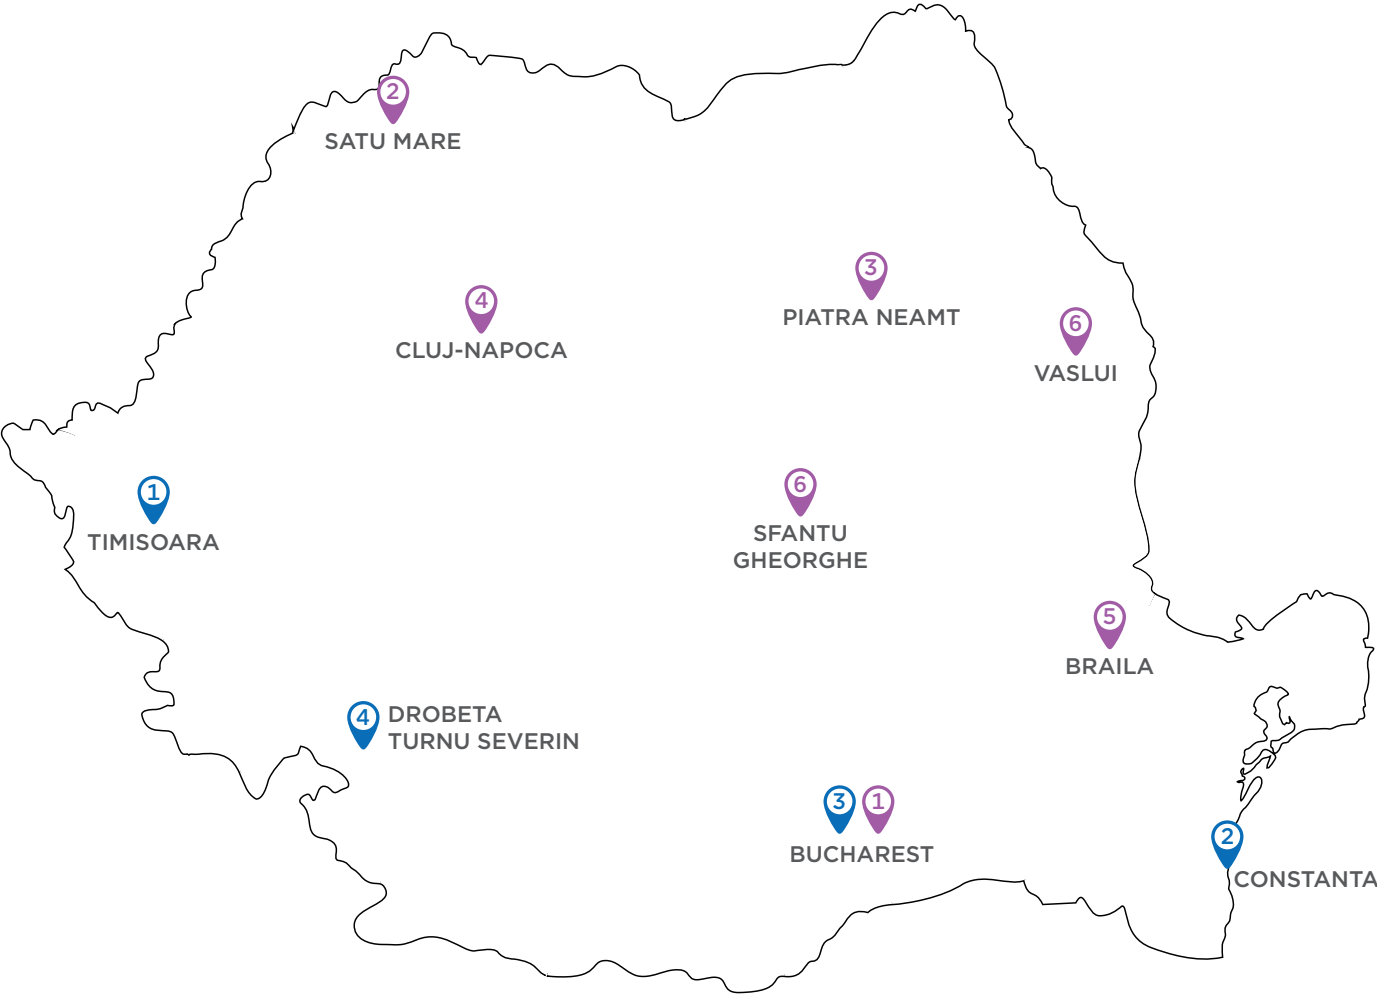 2
SATU MARE
3
PIATRA NEAMT
4
CLUJ-NAPOCA
6
VASLUI
1
TIMISOARA
6
SFANTU
GHEORGHE
5
BRAILA
4
DROBETA
TURNU SEVERIN
3 1
BUCHAREST
2
CONSTANTA